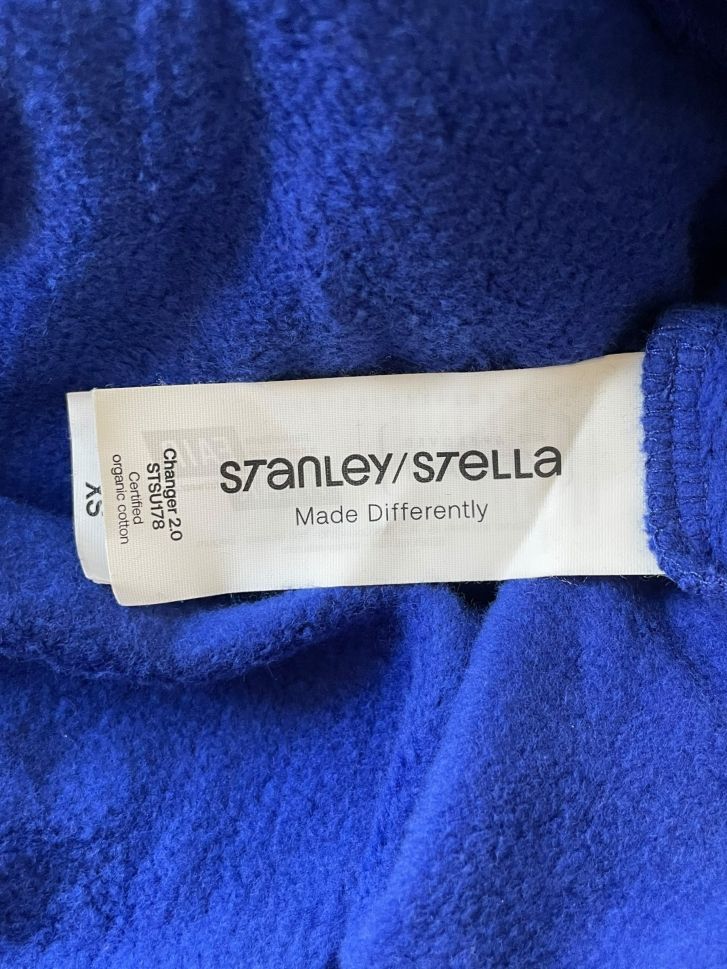 STANLEY/STELLA
Made Differently
Changer 2.0
STSU178
Certified
organic cotton
XS